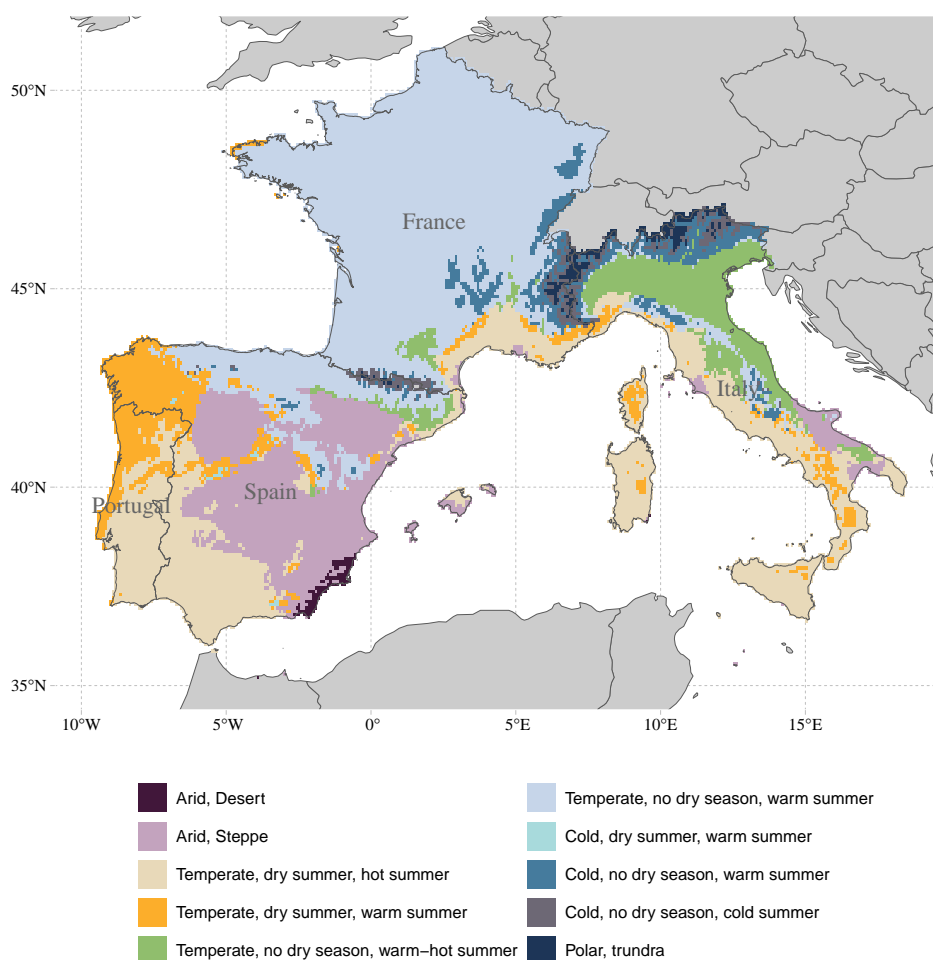 50°N
France
45°N
Italy
40°N
Spain
Portugal
35°N
10°W 5°W 0° 5°E 10°E 15°E
Arid, Desert
Arid, Steppe
Temperate, dry summer, hot summer
Temperate, dry summer, warm summer
Temperate, no dry season, warm−hot summer
Temperate, no dry season, warm summer
Cold, dry summer, warm summer
Cold, no dry season, warm summer
Cold, no dry season, cold summer
Polar, trundra